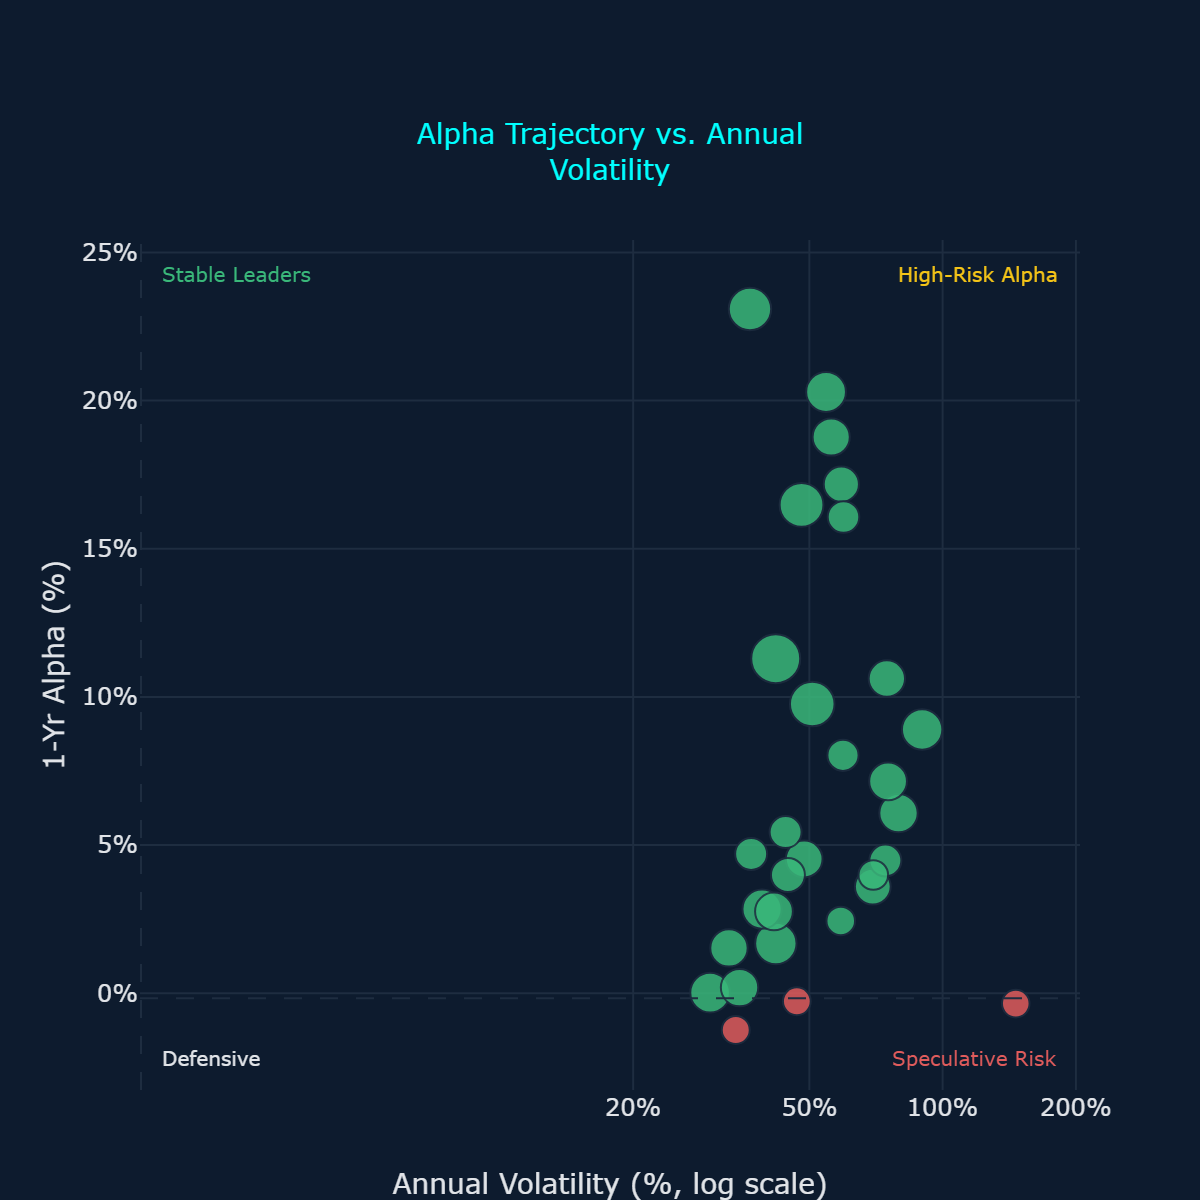 Alpha Trajectory vs. Annual
Volatility
25%
Stable Leaders
High-Risk Alpha
20%
15%
10%
5%
0%
1-Yr Alpha (%)
Defensive
Speculative Risk
20%
50%
100%
200%
Annual Volatility (%, log scale)